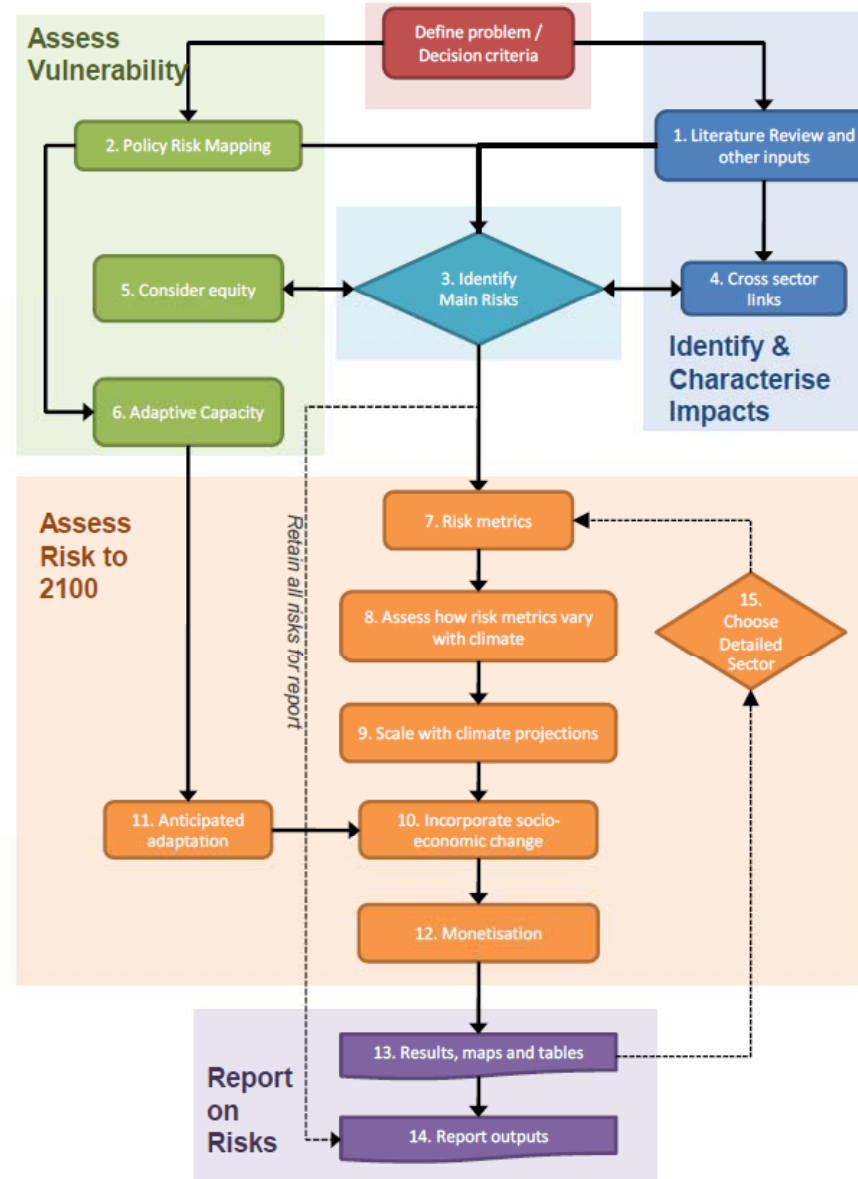 Assess
Vulnerability
Define problem /
Decision criteria
2. Policy Risk Mapping
1. Literature Review and
other inputs
5. Consider equity
3. Identify
Main Risks
4. Cross sector
links
Identify &
Characterise
Impacts
6. Adaptive Capacity
Assess
Risk to
2100
Retain all risks for report
7. Risk metrics
8. Assess how risk metrics vary
with climate
15.
Choose
Detailed
Sector
9. Scale with climate projections
11. Anticipated
adaptation
10. Incorporate socio-
economic change
12. Monetisation
Report
on
Risks
13. Results, maps and tables
14. Report outputs